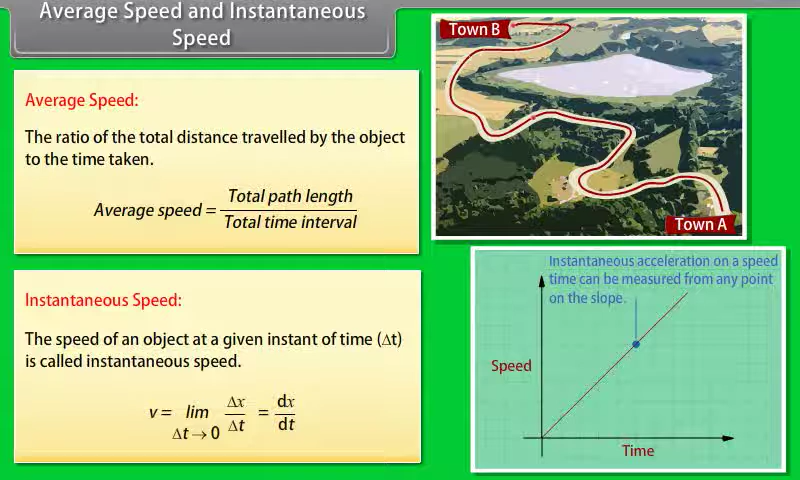 Average Speed and Instantaneous
Speed
Average Speed:
The ratio of the total distance travelled by the object
to the time taken.
Average speed = Total path length / Total time interval
Instantaneous Speed:
The speed of an object at a given instant of time (Δt)
is called instantaneous speed.
v = lim Δt → 0 Δx / Δt = dx / dt
Town B
Town A
Instantaneous acceleration on a speed
time can be measured from any point
on the slope.
Speed
Time